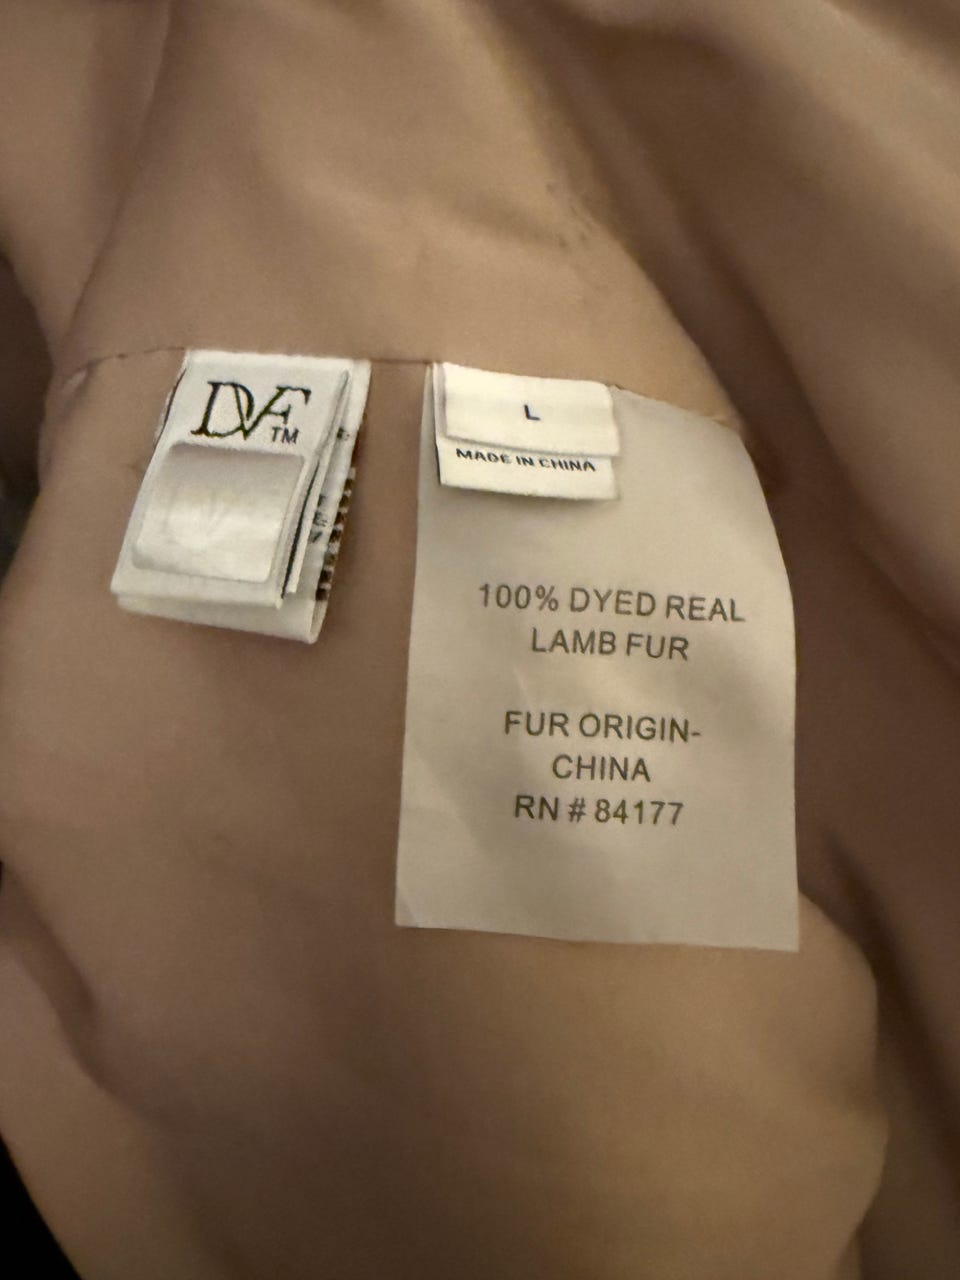 DVF
TM
L
MADE IN CHINA
100% DYED REAL
LAMB FUR
FUR ORIGIN-
CHINA
RN # 84177